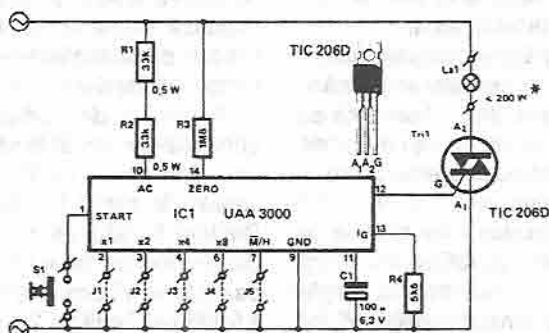 R1
33k
0,5 W
R2
33k
0,5 W
R3
1M8
TIC 206D
A₁ A₂ G
La1
< 200 W *
Tri1
A₂
G
A₁
TIC 206D
10
14
AC
ZERO
12
1
START
IC1
UAA 3000
IG
13
x1
x2
x4
x8
M̅/H
GND
2
3
4
6
7
9
11
S1
J1
J2
J3
J4
J5
C1
100 µ
6,3 V
R4
5k6